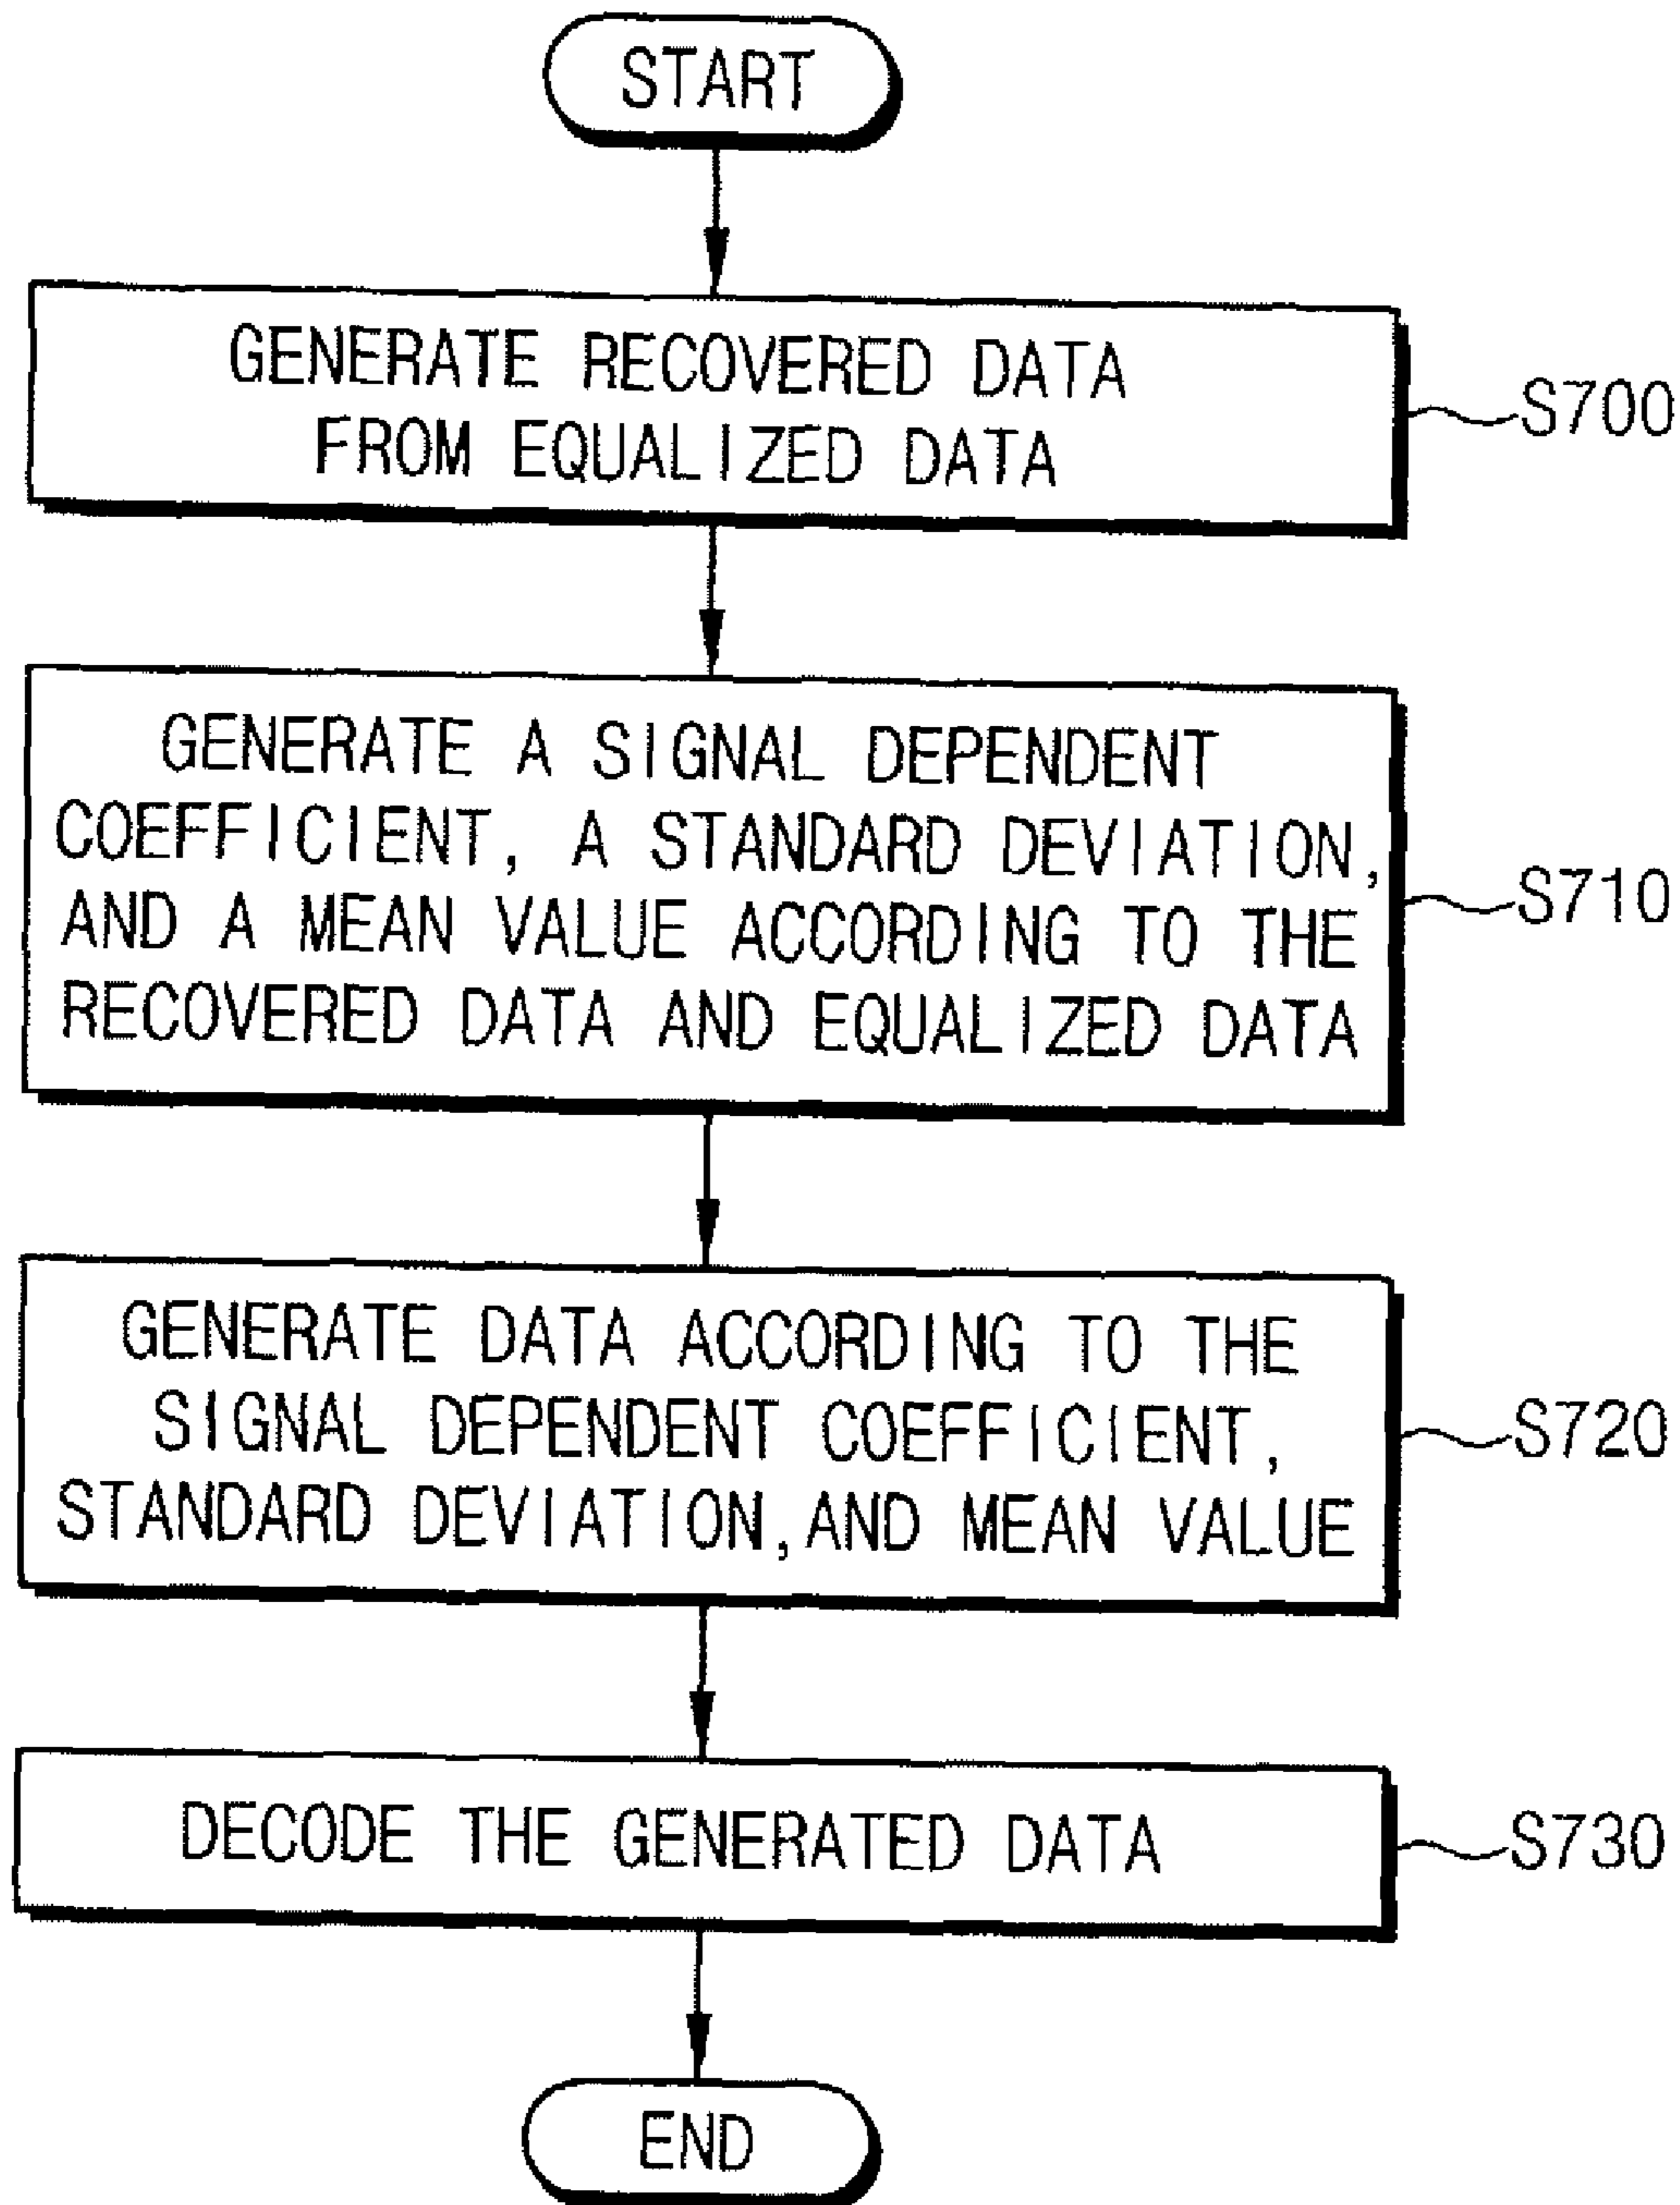 START
GENERATE RECOVERED DATA
FROM EQUALIZED DATA
S700
GENERATE A SIGNAL DEPENDENT
COEFFICIENT, A STANDARD DEVIATION,
AND A MEAN VALUE ACCORDING TO THE
RECOVERED DATA AND EQUALIZED DATA
S710
GENERATE DATA ACCORDING TO THE
SIGNAL DEPENDENT COEFFICIENT,
STANDARD DEVIATION, AND MEAN VALUE
S720
DECODE THE GENERATED DATA
S730
END